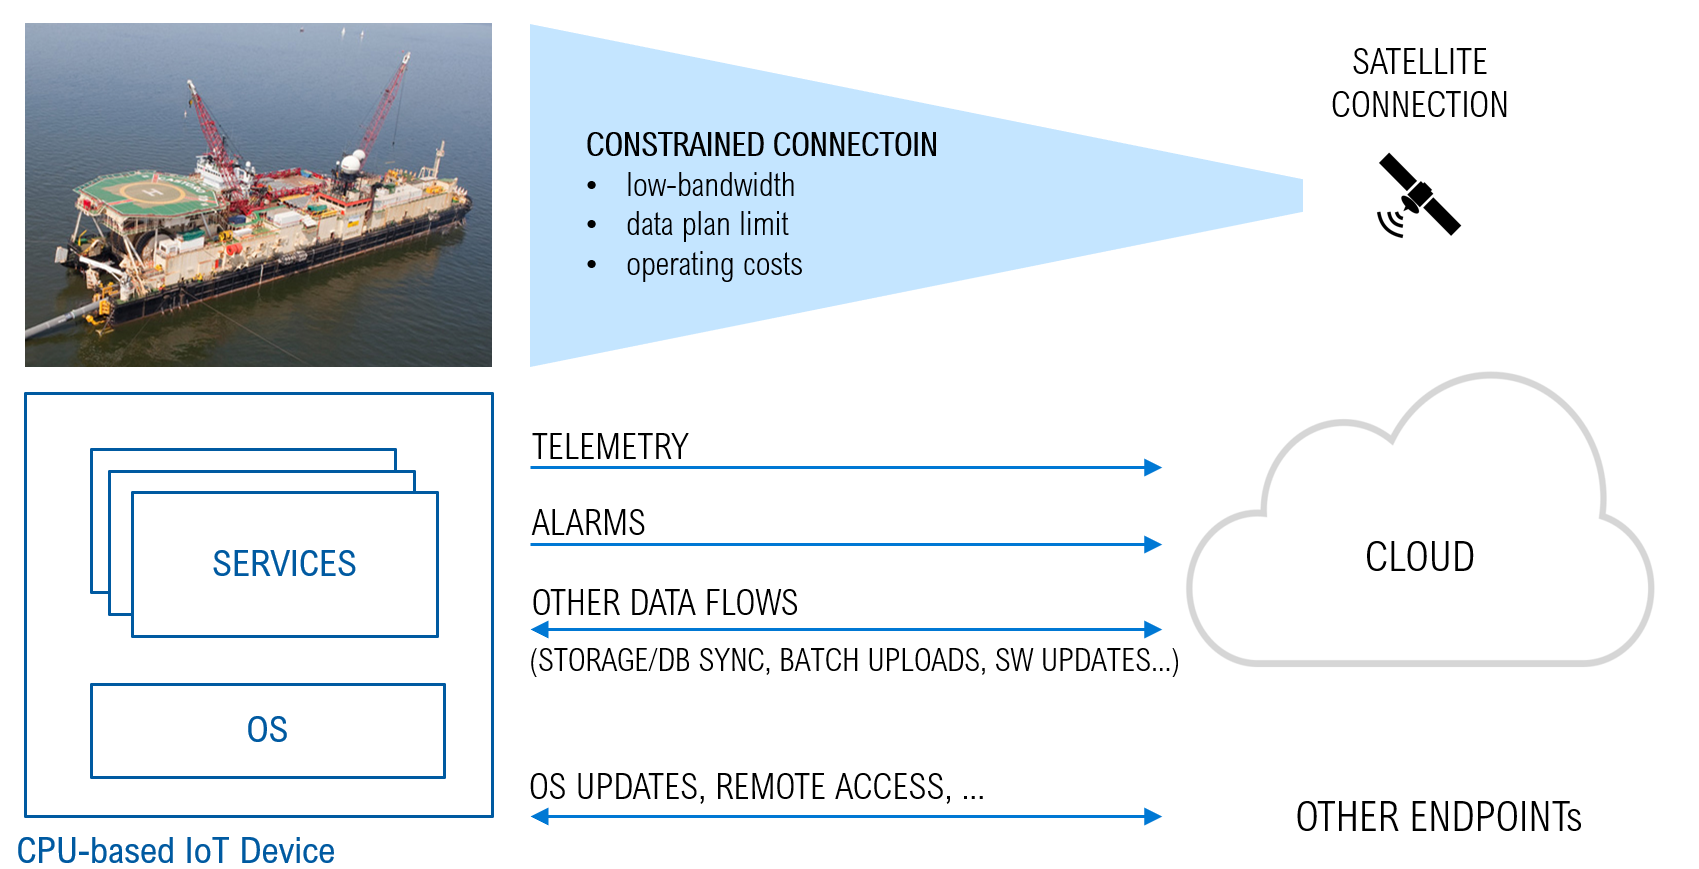 SATELLITE
CONNECTION
CONSTRAINED CONNECTOIN
• low-bandwidth
• data plan limit
• operating costs
TELEMETRY
ALARMS
SERVICES
CLOUD
OTHER DATA FLOWS
(STORAGE/DB SYNC, BATCH UPLOADS, SW UPDATES...)
OS
OS UPDATES, REMOTE ACCESS, ...
OTHER ENDPOINTs
CPU-based IoT Device